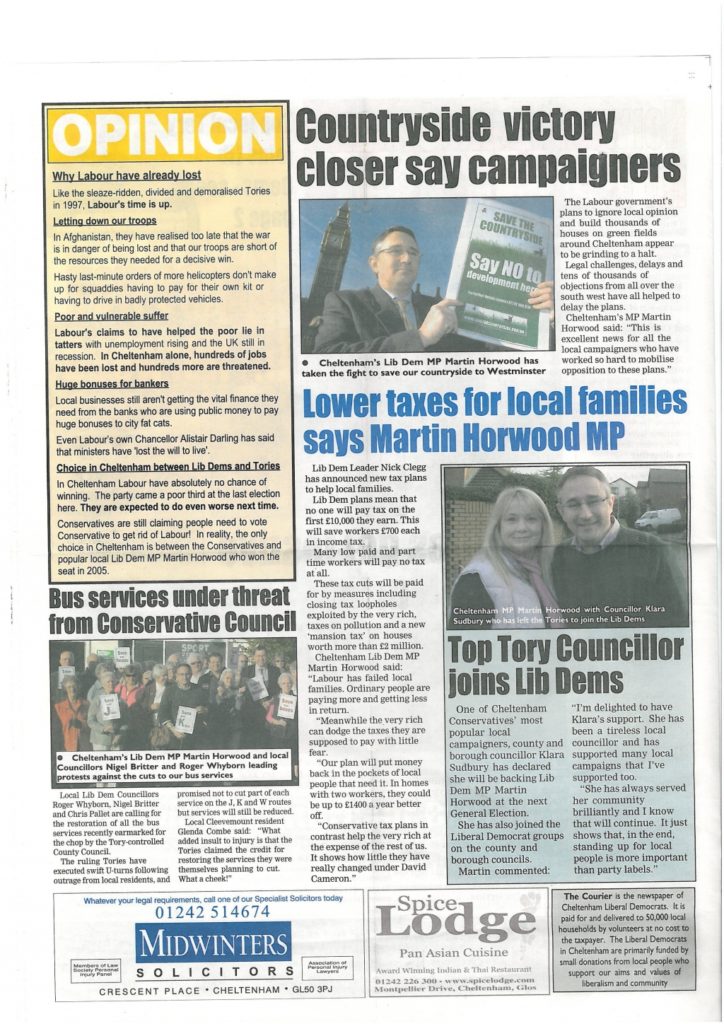 OPINION
Why Labour have already lost
Like the sleaze-ridden, divided and demoralised Tories
in 1997, Labour's time is up.
Letting down our troops
In Afghanistan, they have realised too late that the war
is in danger of being lost and that our troops are short of
the resources they needed for a decisive win.
Hasty last-minute orders of more helicopters don't make
up for squaddies having to pay for their own kit or
having to drive in badly protected vehicles.
Poor and vulnerable suffer
Labour's claims to have helped the poor lie in
tatters with unemployment rising and the UK still in
recession. In Cheltenham alone, hundreds of jobs
have been lost and hundreds more are threatened.
Huge bonuses for bankers
Local businesses still aren't getting the vital finance they
need from the banks who are using public money to pay
huge bonuses to city fat cats.
Even Labour's own Chancellor Alistair Darling has said
that ministers have 'lost the will to live'.
Choice in Cheltenham between Lib Dems and Tories
In Cheltenham Labour have absolutely no chance of
winning. The party came a poor third at the last election
here. They are expected to do even worse next time.
Conservatives are still claiming people need to vote
Conservative to get rid of Labour! In reality, the only
choice in Cheltenham is between the Conservatives and
popular local Lib Dem MP Martin Horwood who won the
seat in 2005.
Countryside victory
closer say campaigners
SAVE THE
COUNTRYSIDE
Say NO to
development here
● Cheltenham's Lib Dem MP Martin Horwood has
taken the fight to save our countryside to Westminster
The Labour government's
plans to ignore local opinion
and build thousands of
houses on green fields
around Cheltenham appear
to be grinding to a halt.
Legal challenges, delays and
tens of thousands of
objections from all over the
south west have all helped to
delay the plans.
Cheltenham's MP Martin
Horwood said: "This is
excellent news for all the
local campaigners who have
worked so hard to mobilise
opposition to these plans."
Lower taxes for local families
says Martin Horwood MP
Lib Dem Leader Nick Clegg
has announced new tax plans
to help local families.
Lib Dem plans mean that
no one will pay tax on the
first £10,000 they earn. This
will save workers £700 each
in income tax.
Many low paid and part
time workers will pay no tax
at all.
These tax cuts will be paid
for by measures including
closing tax loopholes
exploited by the very rich,
taxes on pollution and a new
'mansion tax' on houses
worth more than £2 million.
Cheltenham Lib Dem MP
Martin Horwood said:
"Labour has failed local
families. Ordinary people are
paying more and getting less
in return.
"Meanwhile the very rich
can dodge the taxes they are
supposed to pay with little
fear.
"Our plan will put money
back in the pockets of local
people that need it. In homes
with two workers, they could
be up to £1400 a year better
off.
"Conservative tax plans in
contrast help the very rich at
the expense of the rest of us.
It shows how little they have
really changed under David
Cameron."
Cheltenham MP Martin Horwood with Councillor Klara
Sudbury who has left the Tories to join the Lib Dems
Top Tory Councillor
joins Lib Dems
One of Cheltenham
Conservatives' most
popular local
campaigners, county and
borough councillor Klara
Sudbury has declared
she will be backing Lib
Dem MP Martin
Horwood at the next
General Election.
She has also joined the
Liberal Democrat groups
on the county and
borough councils.
Martin commented:
"I'm delighted to have
Klara's support. She has
been a tireless local
councillor and has
supported many local
campaigns that I've
supported too.
"She has always served
her community
brilliantly and I know
that will continue. It just
shows that, in the end,
standing up for local
people is more important
than party labels."
Bus services under threat
from Conservative Council
SPORT
● Cheltenham's Lib Dem MP Martin Horwood and local
Councillors Nigel Britter and Roger Whyborn leading
protests against the cuts to our bus services
Local Lib Dem Councillors
Roger Whyborn, Nigel Britter
and Chris Pallet are calling for
the restoration of all the bus
services recently earmarked for
the chop by the Tory-controlled
County Council.
The ruling Tories have
executed swift U-turns following
outrage from local residents, and
promised not to cut part of each
service on the J, K and W routes
but services will still be reduced.
Local Cleevemount resident
Glenda Combe said: "What
added insult to injury is that the
Tories claimed the credit for
restoring the services they were
themselves planning to cut.
What a cheek!"
Whatever your legal requirements, call one of our Specialist Solicitors today
01242 514674
MIDWINTERS
SOLICITORS
Members of Law
Society Personal
Injury Panel
Association of
Personal Injury
Lawyers
CRESCENT PLACE • CHELTENHAM • GL50 3PJ
Spice
Lodge
Pan Asian Cuisine
Award Winning Indian & Thai Restaurant
01242 226 300 - www.spicelodge.com
Montpellier Drive, Cheltenham, Glos
The Courier is the newspaper of
Cheltenham Liberal Democrats. It is
paid for and delivered to 50,000 local
households by volunteers at no cost to
the taxpayer. The Liberal Democrats
in Cheltenham are primarily funded by
small donations from local people who
support our aims and values of
liberalism and community